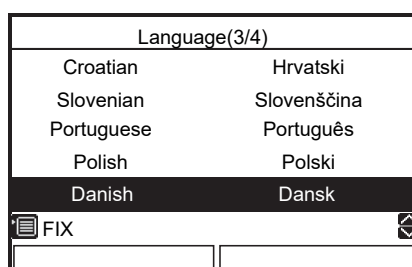 Language(3/4)
Croatian Hrvatski
Slovenian Slovenščina
Portuguese Português
Polish Polski
Danish Dansk
FIX